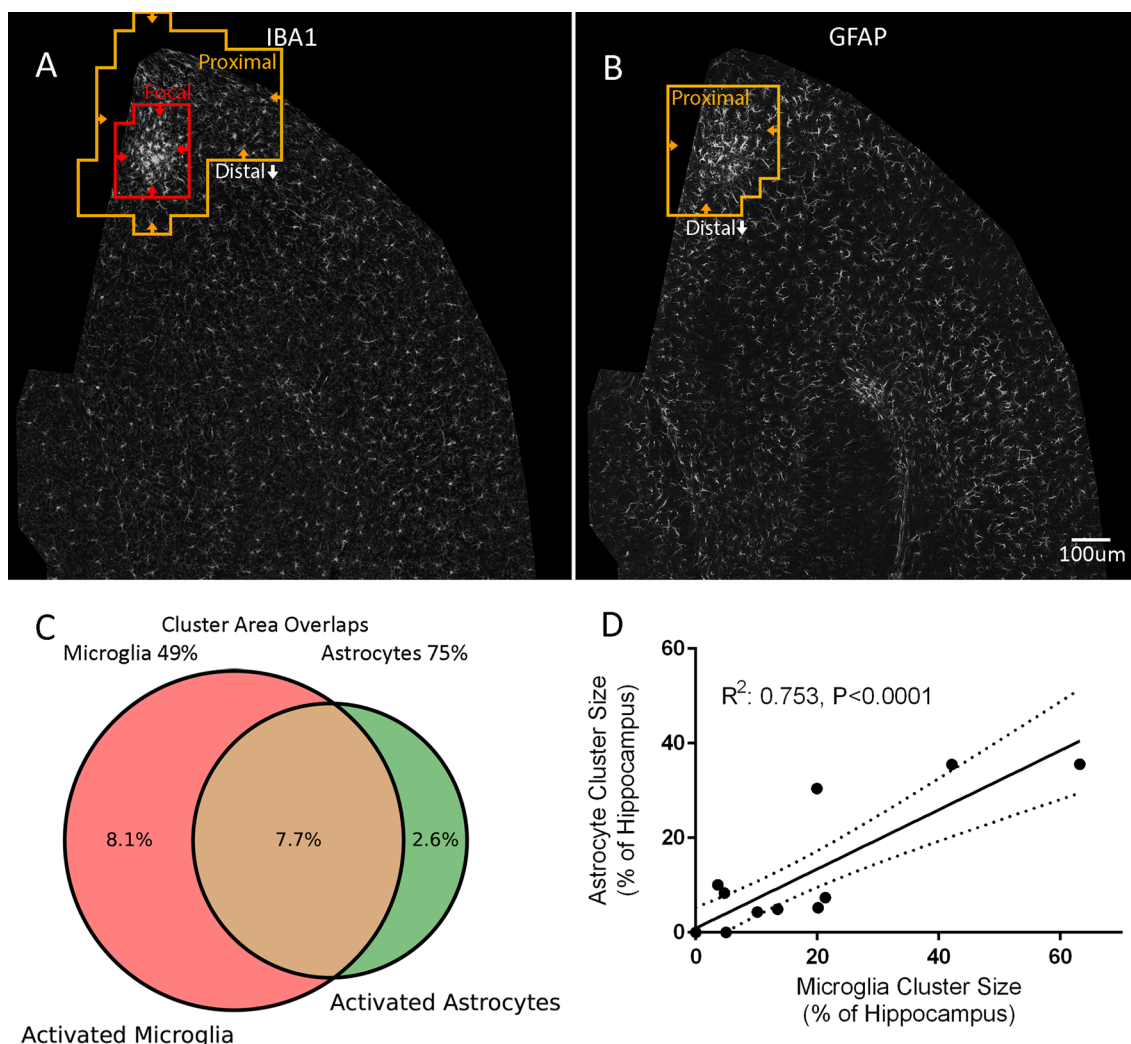 A
IBA1
Proximal
Focal
Distal
B
GFAP
Proximal
Distal
100um
C
Cluster Area Overlaps
Microglia 49%
Astrocytes 75%
8.1%
7.7%
2.6%
Activated Astrocytes
Activated Microglia
D
R2: 0.753, P<0.0001
Astrocyte Cluster Size
(% of Hippocampus)
60
40
20
0
0
20
40
60
Microglia Cluster Size
(% of Hippocampus)